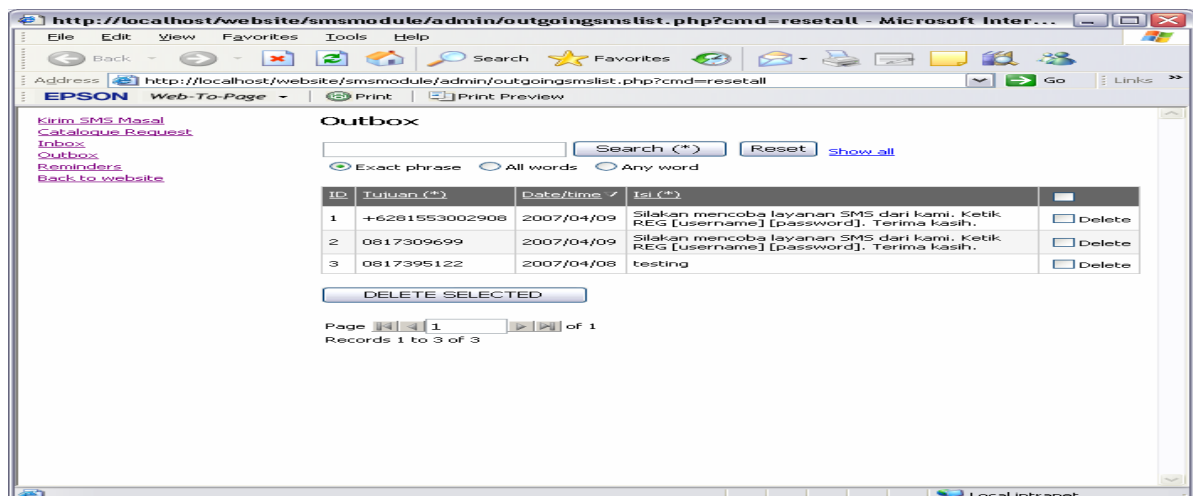 http://localhost/website/smsmodule/admin/outgoingsmslist.php?cmd=resetall - Microsoft Inter...
File Edit View Favorites Tools Help
Back Search Favorites
Address http://localhost/website/smsmodule/admin/outgoingsmslist.php?cmd=resetall Go Links »
EPSON Web-To-Page Print Print Preview
Kirim SMS Masal
Catalogue Request
Inbox
Outbox
Reminders
Back to website
Outbox
Search (*) Reset Show all
Exact phrase All words Any word
ID Tujuan (*) Date/time Isi (*)
1 +6281553002908 2007/04/09 Silakan mencoba layanan SMS dari kami. Ketik
REG [username] [password]. Terima kasih. Delete
2 0817309699 2007/04/09 Silakan mencoba layanan SMS dari kami. Ketik
REG [username] [password]. Terima kasih. Delete
3 0817395122 2007/04/08 testing Delete
DELETE SELECTED
Page 1 of 1
Records 1 to 3 of 3
Local intranet